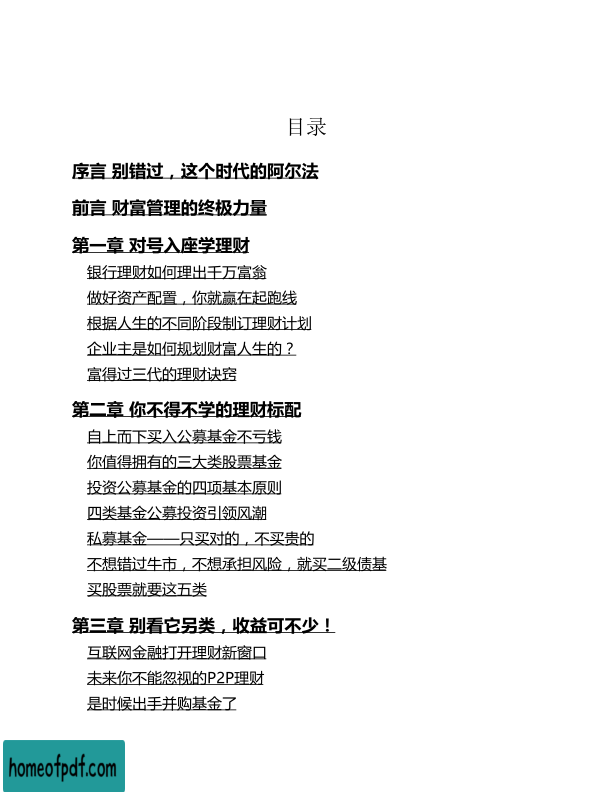 目录
序言 别错过，这个时代的阿尔法
前言 财富管理的终极力量
第一章 对号入座学理财
银行理财如何理出千万富翁
做好资产配置，你就赢在起跑线
根据人生的不同阶段制订理财计划
企业主是如何规划财富人生的？
富得过三代的理财诀窍
第二章 你不得不学的理财标配
自上而下买入公募基金不亏钱
你值得拥有的三大类股票基金
投资公募基金的四项基本原则
四类基金公募投资引领风潮
私募基金——只买对的，不买贵的
不想错过牛市，不想承担风险，就买二级债基
买股票就要这五类
第三章 别看它另类，收益可不少！
互联网金融打开理财新窗口
未来你不能忽视的P2P理财
是时候出手并购基金了
homeofpdf.com